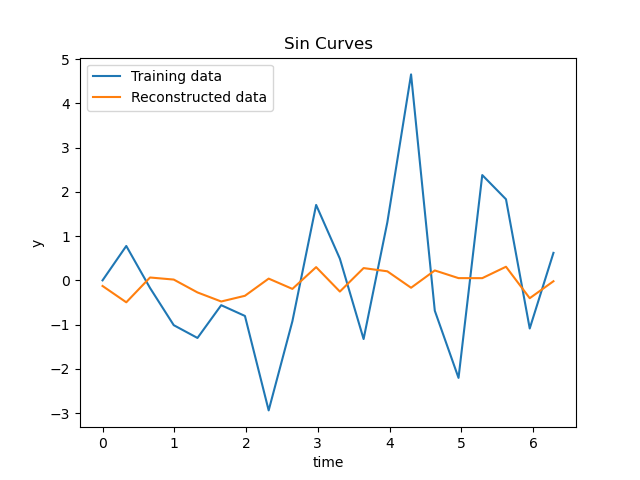 Sin Curves
Training data
Reconstructed data
y
5
4
3
2
1
0
−1
−2
−3
0 1 2 3 4 5 6
time